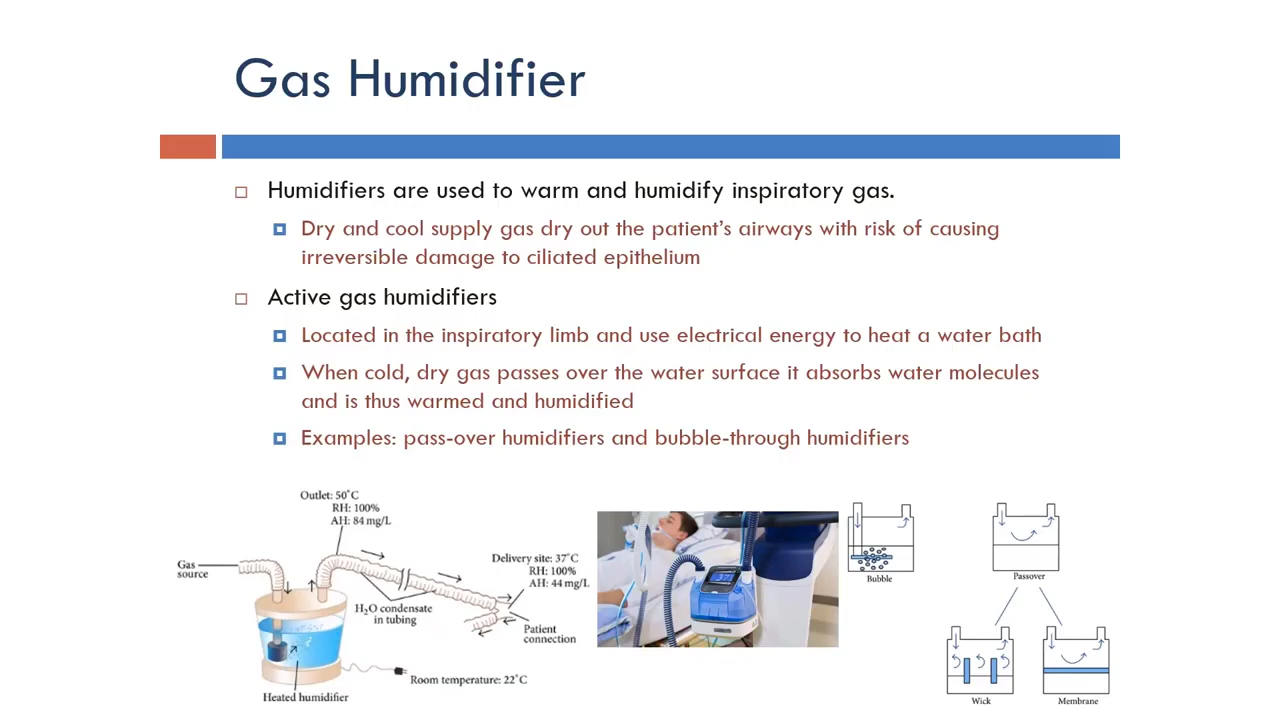 Gas Humidifier
Humidifiers are used to warm and humidify inspiratory gas.
Dry and cool supply gas dry out the patient's airways with risk of causing
irreversible damage to ciliated epithelium
Active gas humidifiers
Located in the inspiratory limb and use electrical energy to heat a water bath
When cold, dry gas passes over the water surface it absorbs water molecules
and is thus warmed and humidified
Examples: pass-over humidifiers and bubble-through humidifiers
Outlet: 50°C
RH: 100%
AH: 84 mg/L
Gas
source
Delivery site: 37°C
RH: 100%
AH: 44 mg/L
H₂O condensate
in tubing
Patient
connection
Room temperature: 22°C
Heated humidifier
Bubble
Passover
Wick
Membrane